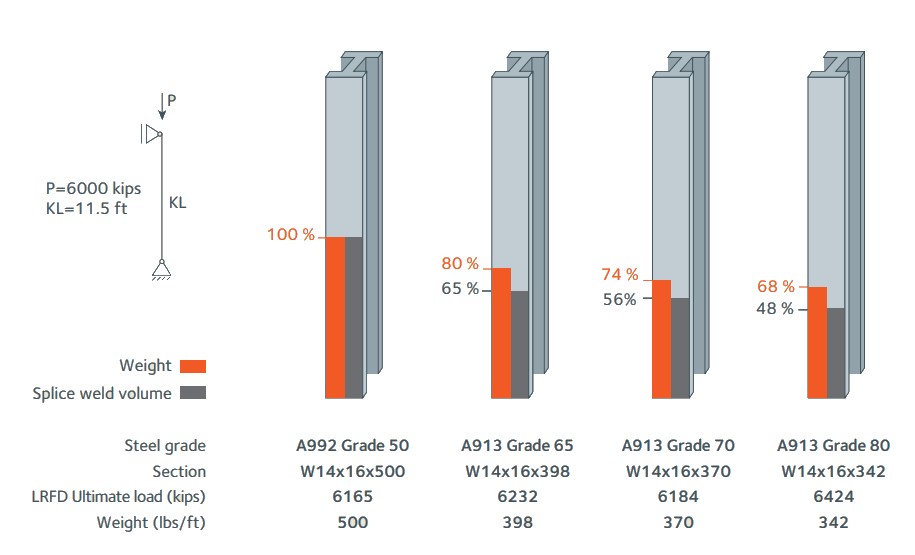 P
P=6000 kips
KL=11.5 ft
KL
100 %
80 %
65 %
74 %
56%
68 %
48 %
Weight
Splice weld volume
Steel grade A992 Grade 50 A913 Grade 65 A913 Grade 70 A913 Grade 80
Section W14x16x500 W14x16x398 W14x16x370 W14x16x342
LRFD Ultimate load (kips) 6165 6232 6184 6424
Weight (lbs/ft) 500 398 370 342